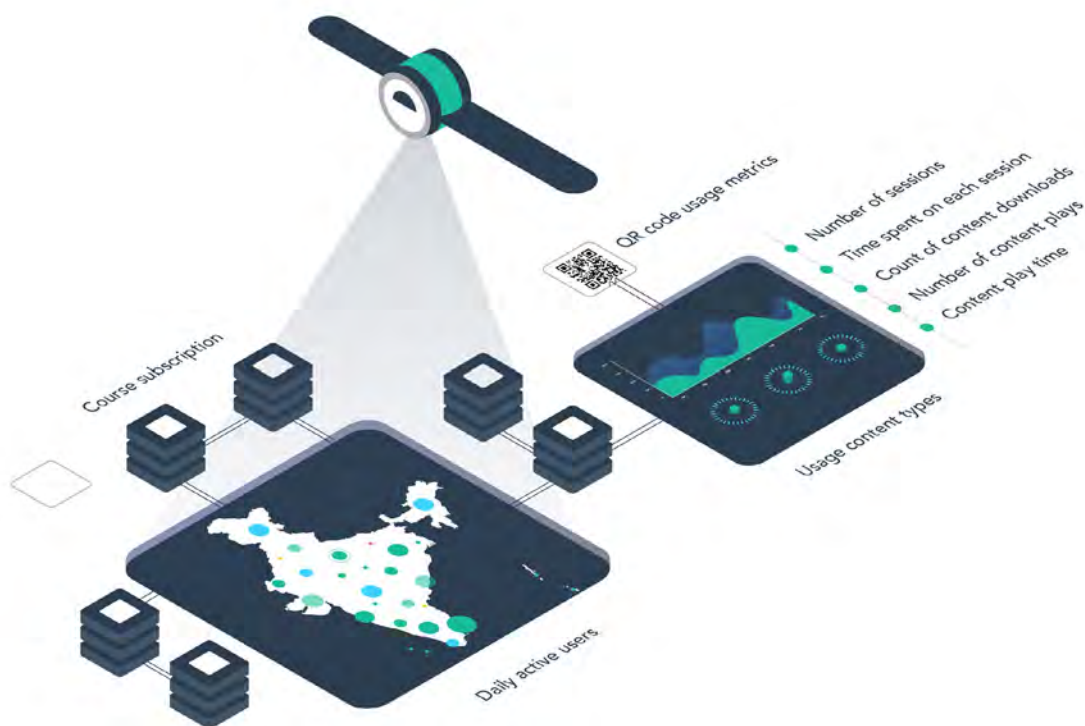 QR code usage metrics
Number of sessions
Time spent on each session
Count of content downloads
Number of content plays
Content play time
Course subscription
Usage content types
Daily active users